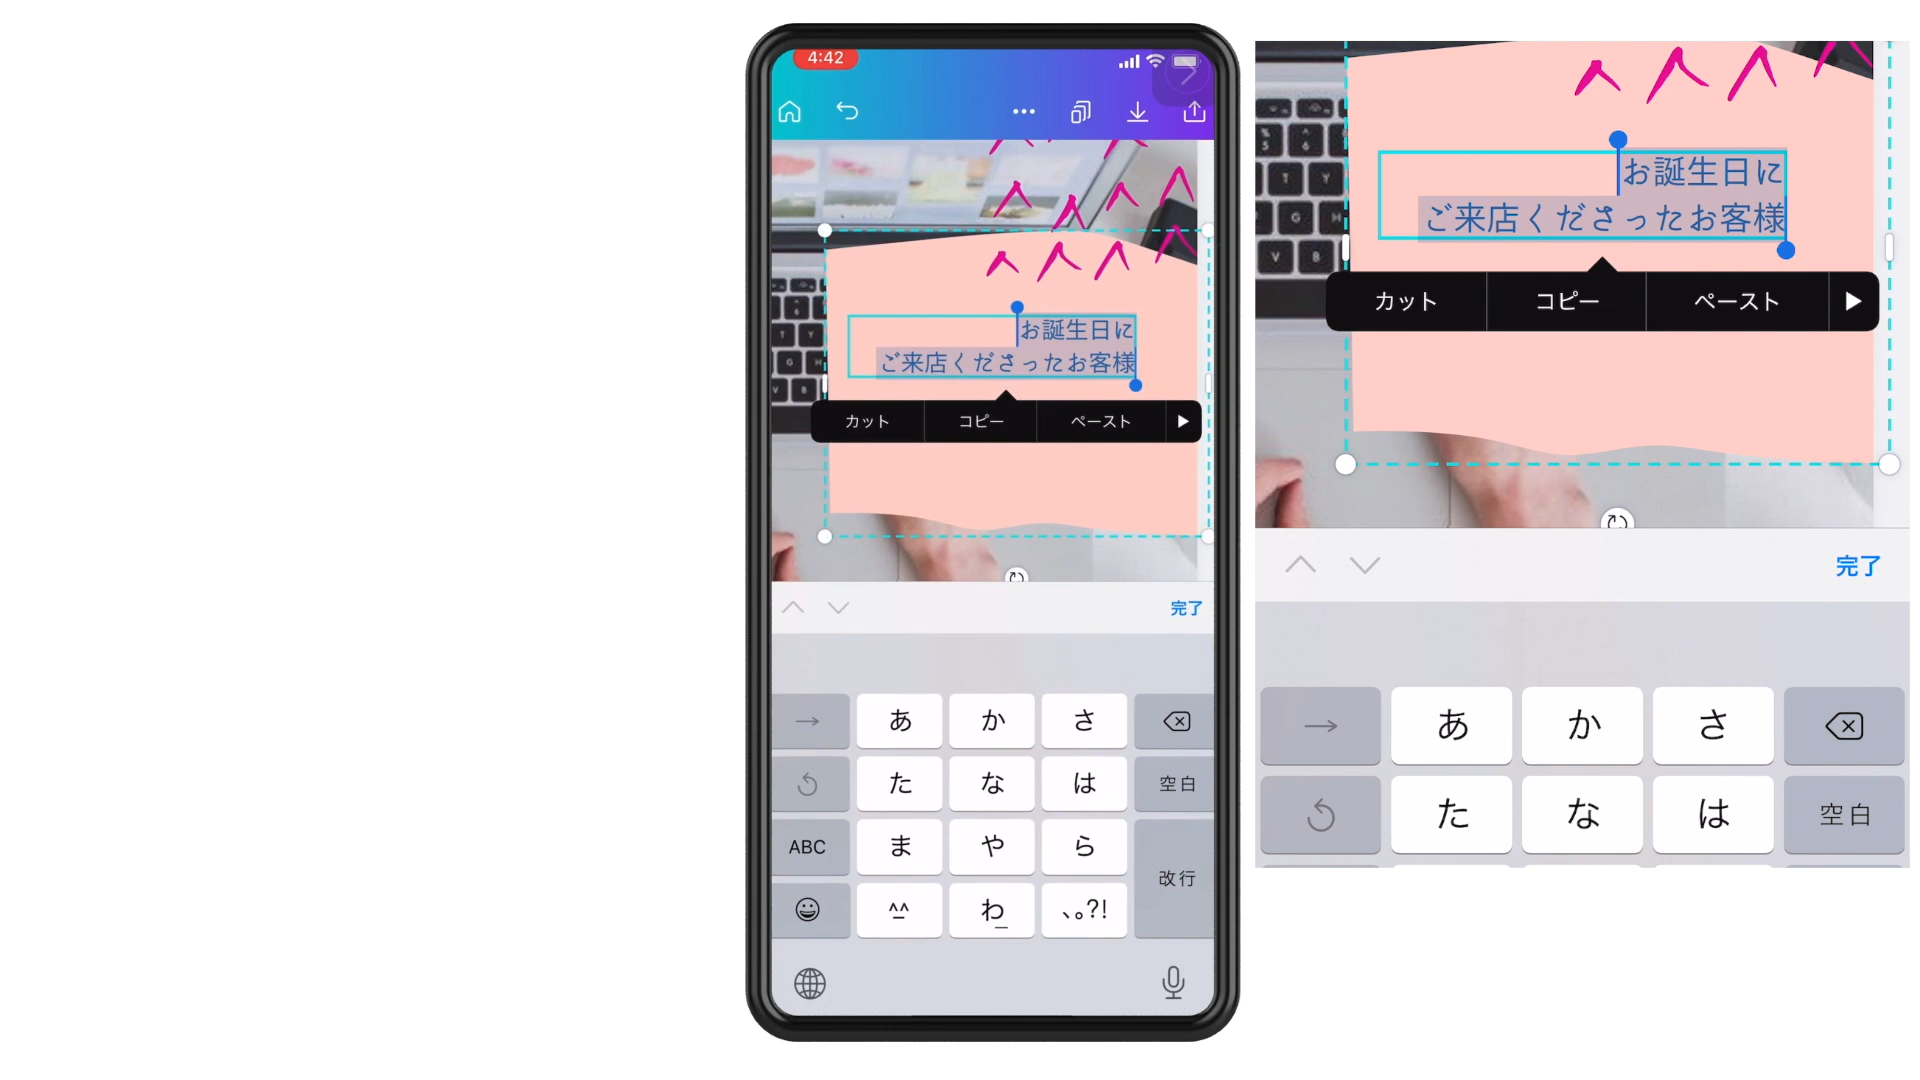 4:42
お誕生日に
ご来店くださったお客様
カット コピー ペースト
完了
→ あ か さ
た な は 空白
ABC ま や ら
改行
^^ わ_ 、。?!
お誕生日に
ご来店くださったお客様
カット コピー ペースト
完了
→ あ か さ
た な は 空白